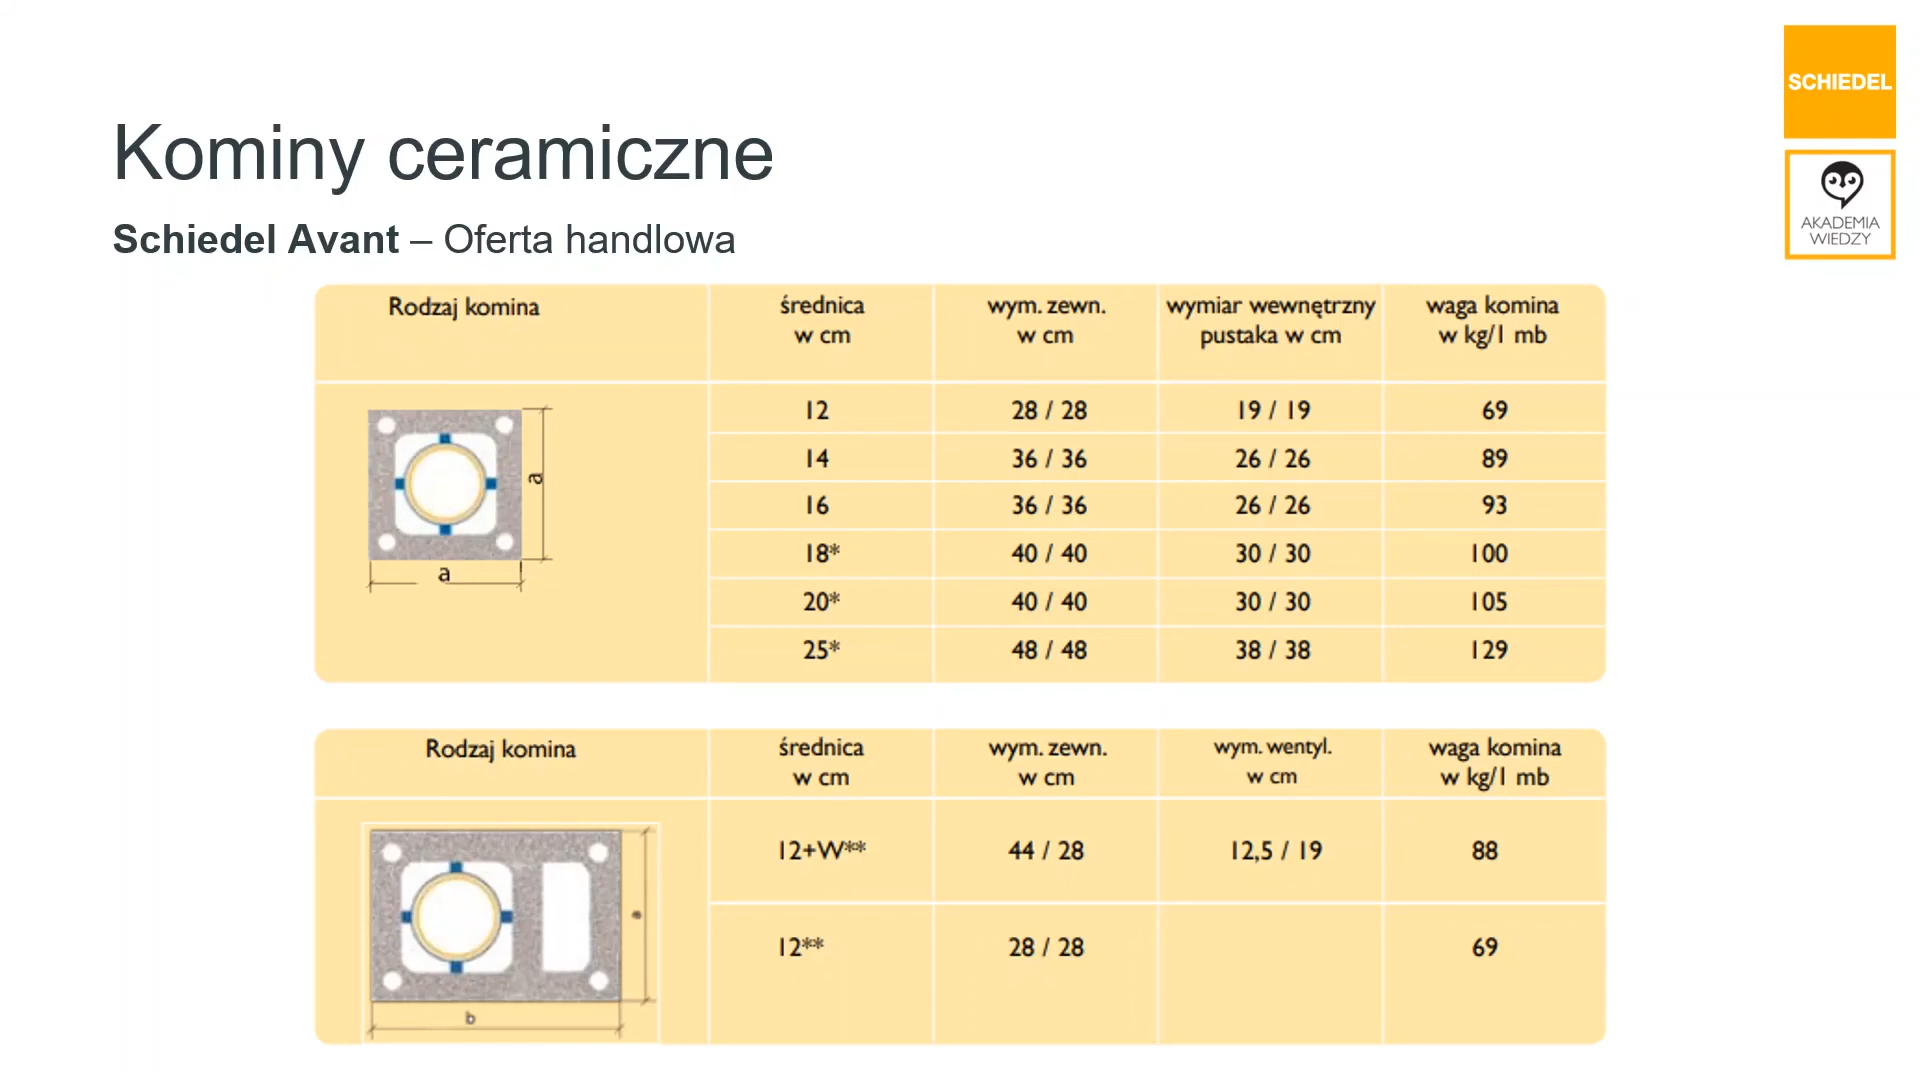 SCHIEDEL
AKADEMIA
WIEDZY
Kominy ceramiczne
Schiedel Avant – Oferta handlowa
Rodzaj komina średnica w cm wym. zewn. w cm wymiar wewnętrzny pustaka w cm waga komina w kg/1 mb
12 28 / 28 19 / 19 69
14 36 / 36 26 / 26 89
16 36 / 36 26 / 26 93
18* 40 / 40 30 / 30 100
20* 40 / 40 30 / 30 105
25* 48 / 48 38 / 38 129
a
a
Rodzaj komina średnica w cm wym. zewn. w cm wym. wentyl. w cm waga komina w kg/1 mb
12+W** 44 / 28 12,5 / 19 88
12** 28 / 28 69
a
b